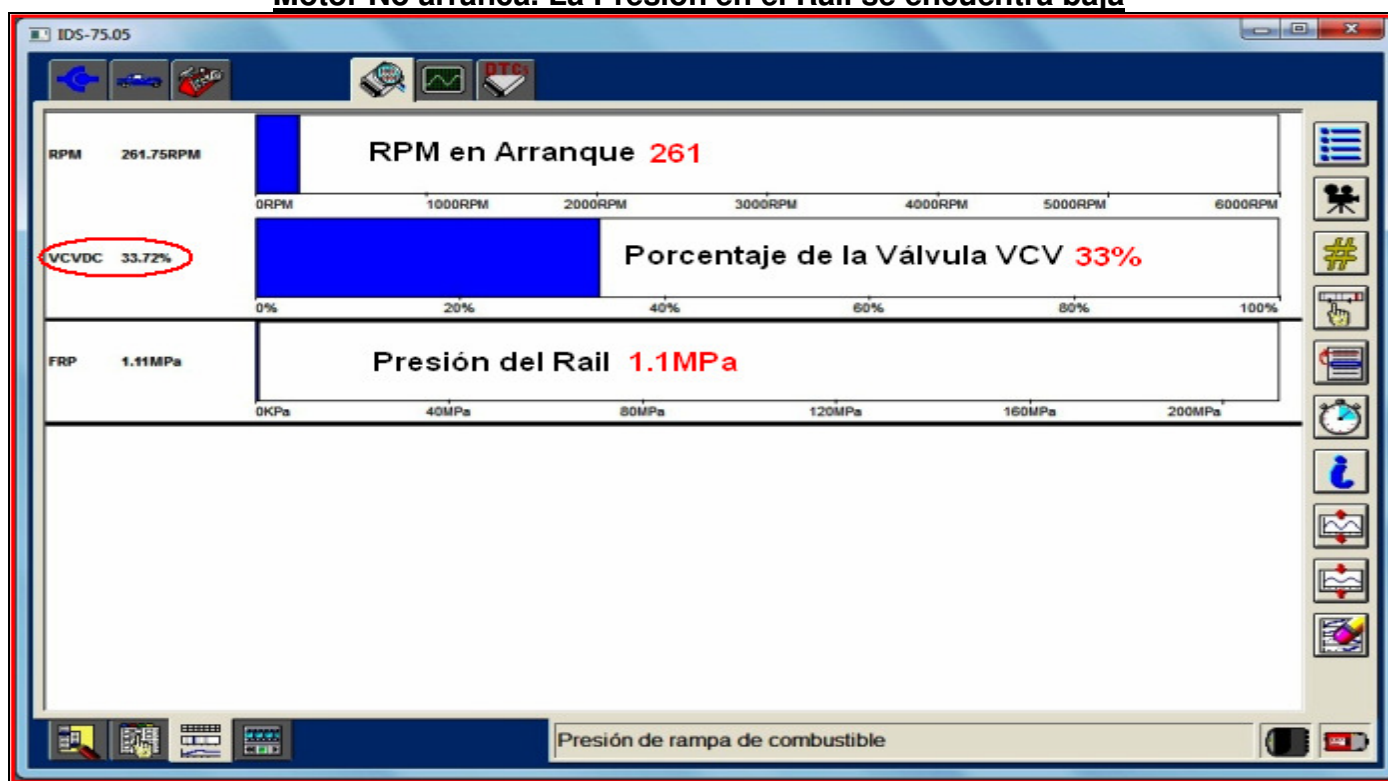 Motor No arranca. La Presión en el Rail se encuentra baja
IDS-75.05
DTCs
RPM 261.75RPM
RPM en Arranque 261
0RPM 1000RPM 2000RPM 3000RPM 4000RPM 5000RPM 6000RPM
VCVDC 33.72%
Porcentaje de la Válvula VCV 33%
0% 20% 40% 60% 80% 100%
FRP 1.11MPa
Presión del Rail 1.1MPa
0KPa 40MPa 80MPa 120MPa 160MPa 200MPa
Presión de rampa de combustible